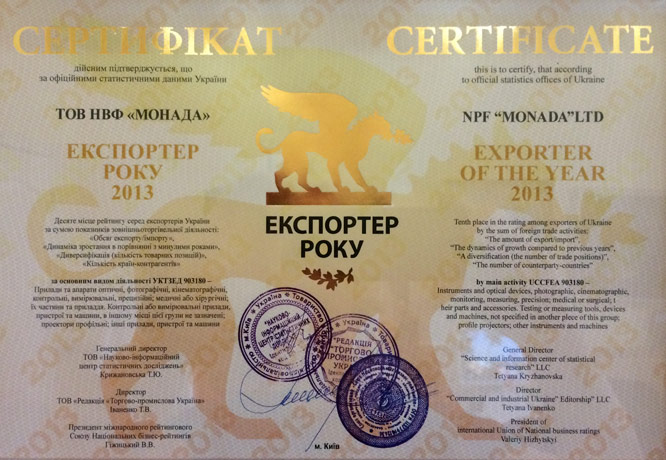 СЕРТИФІКАТ
дійсним підтверджується, що
за офіційними статистичними даними України
ТОВ НВФ «МОНАДА»
ЕКСПОРТЕР
РОКУ
2013
Десяте місце рейтингу серед експортерів України
за сумою показників зовнішньоторгівельної діяльності:
«Обсяг експорту/імпорту»,
«Динаміка зростання в порівнянні з минулими роками»,
«Диверсифікація (кількість товарних позицій)»,
«Кількість країн-контрагентів»
за основним видом діяльності УКТЗЕД 903180 –
Прилади та апарати оптичні, фотографічні, кінематографічні,
контрольні, вимірювальні, прецизійні; медичні або хірургічні;
їх частини та приладдя. Контрольні або вимірювальні прилади,
пристрої та машини, в іншому місці цієї групи не зазначені;
проектори профільні; інші прилади, пристрої та машини
Генеральний директор
ТОВ «Науково-інформаційний
центр статистичних досліджень»
Крижановська Т.Ю.
Директор
ТОВ «Редакція «Торгово-промислова Україна»
Іваненко Т.В.
Президент міжнародного рейтингового
Союзу Національних бізнес-рейтингів
Гіжицький В.В.
ЕКСПОРТЕР
РОКУ
м. Київ
CERTIFICATE
this is to certify, that according
to official statistics offices of Ukraine
NPF “MONADA”LTD
EXPORTER
OF THE YEAR
2013
Tenth place in the rating among exporters of Ukraine
by the sum of foreign trade activities:
“The amount of export/import”,
“The dynamics of growth compared to previous years”,
“A diversification (the number of trade positions)”,
“The number of counterparty-countries”
by main activity UCCFEA 903180 –
Instruments and optical devices, photographic, cinematographic,
monitoring, measuring, precision; medical or surgical; t
heir parts and accessories. Testing or measuring tools, devices
and machines, not specified in another piece of this group;
profile projectors; other instruments and machines
General Director
“Science and information center of statistical
research” LLC
Tetyana Kryzhanovska
Director
“Commercial and industrial Ukraine” Editorship” LLC
Tetyana Ivanenko
President of
international Union of National business ratings
Valeriy Hizhytskyi